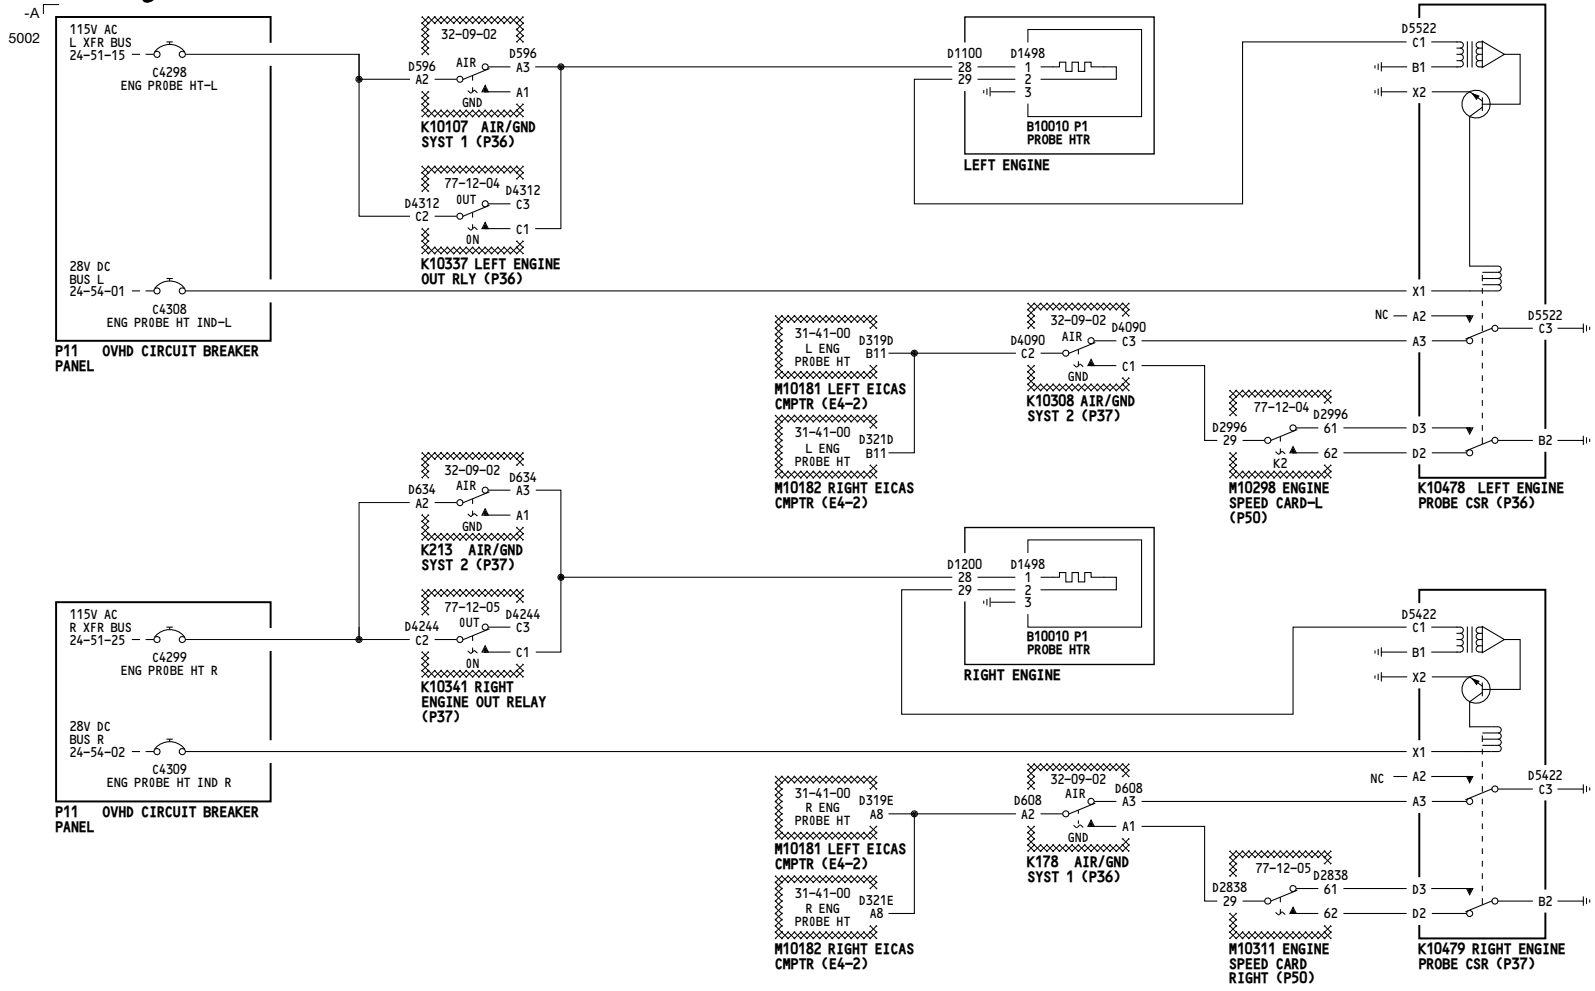 -A
5002
115V AC
L XFR BUS
24-51-15
C4298
ENG PROBE HT-L
28V DC
BUS L
24-54-01
C4308
ENG PROBE HT IND-L
P11 OVHD CIRCUIT BREAKER
PANEL
32-09-02
D596
A2
AIR
GND
D596
A3
A1
K10107 AIR/GND
SYST 1 (P36)
77-12-04
D4312
C2
OUT
ON
D4312
C3
C1
K10337 LEFT ENGINE
OUT RLY (P36)
D1100
28
29
D1498
1
2
3
B10010 P1
PROBE HTR
LEFT ENGINE
D5522
C1
B1
X2
X1
NC
A2
A3
D5522
C3
D3
D2
B2
K10478 LEFT ENGINE
PROBE CSR (P36)
31-41-00
L ENG
PROBE HT
D319D
B11
M10181 LEFT EICAS
CMPTR (E4-2)
31-41-00
L ENG
PROBE HT
D321D
B11
M10182 RIGHT EICAS
CMPTR (E4-2)
32-09-02
D4090
C2
AIR
GND
D4090
C3
C1
K10308 AIR/GND
SYST 2 (P37)
77-12-04
D2996
29
K2
D2996
61
62
M10298 ENGINE
SPEED CARD-L
(P50)
32-09-02
D634
A2
AIR
GND
D634
A3
A1
K213 AIR/GND
SYST 2 (P37)
77-12-05
D4244
C2
OUT
ON
D4244
C3
C1
K10341 RIGHT
ENGINE OUT RELAY
(P37)
115V AC
R XFR BUS
24-51-25
C4299
ENG PROBE HT R
28V DC
BUS R
24-54-02
C4309
ENG PROBE HT IND R
P11 OVHD CIRCUIT BREAKER
PANEL
D1200
28
29
D1498
1
2
3
B10010 P1
PROBE HTR
RIGHT ENGINE
D5422
C1
B1
X2
X1
NC
A2
A3
D5422
C3
D3
D2
B2
K10479 RIGHT ENGINE
PROBE CSR (P37)
31-41-00
R ENG
PROBE HT
D319E
A8
M10181 LEFT EICAS
CMPTR (E4-2)
31-41-00
R ENG
PROBE HT
D321E
A8
M10182 RIGHT EICAS
CMPTR (E4-2)
32-09-02
D608
A2
AIR
GND
D608
A3
A1
K178 AIR/GND
SYST 1 (P36)
77-12-05
D2838
29
D2838
61
62
M10311 ENGINE
SPEED CARD
RIGHT (P50)